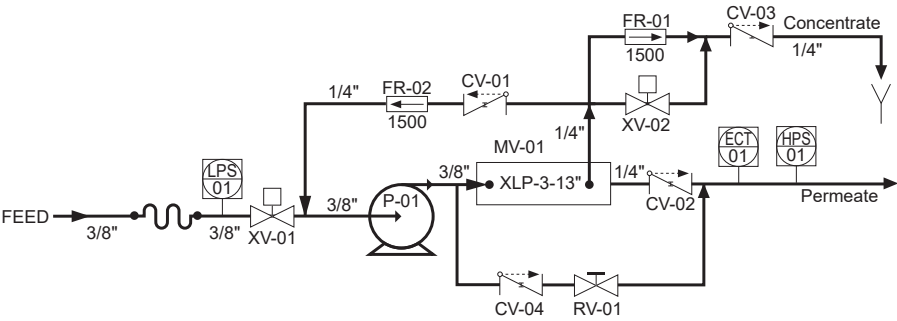 CV-03
FR-01
Concentrate
1500
1/4"
CV-01
FR-02
1/4"
1500
XV-02
1/4"
MV-01
ECT
01
HPS
01
LPS
01
3/8"
XLP-3-13"
1/4"
P-01
CV-02
Permeate
FEED
3/8"
3/8"
3/8"
XV-01
CV-04
RV-01